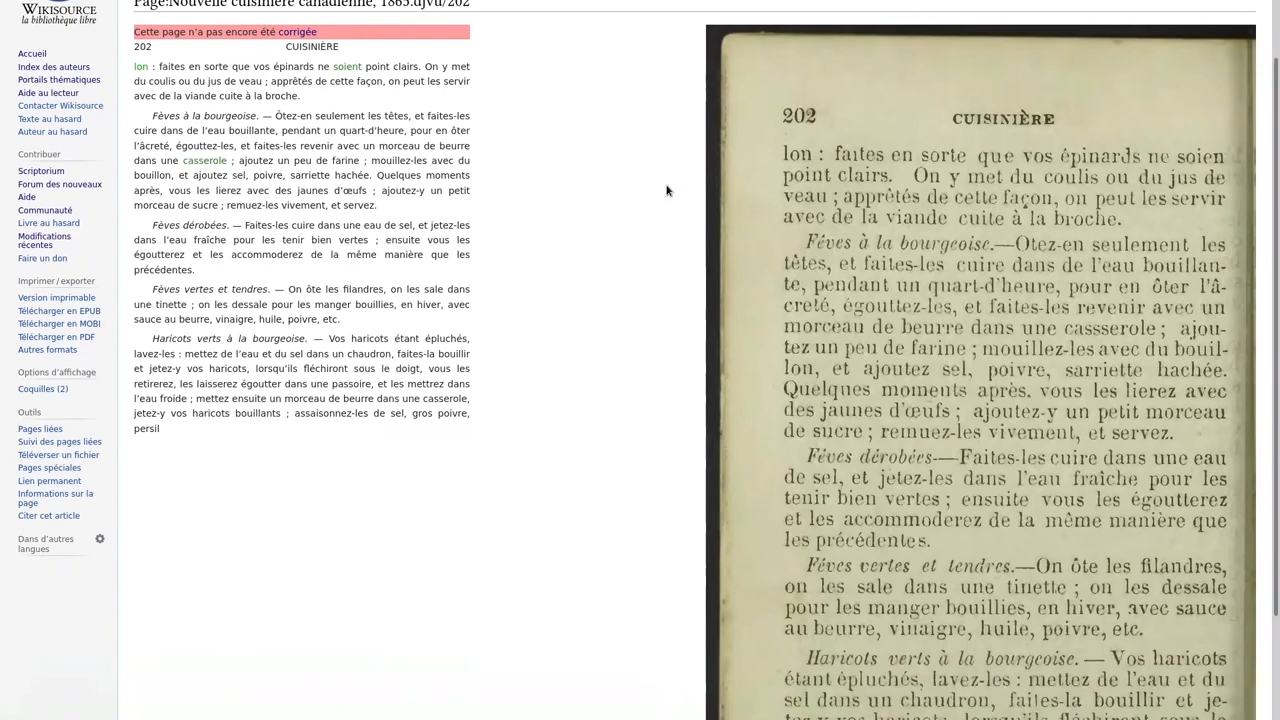 WIKISOURCE
la bibliothèque libre
Page:Nouvelle cuisinière canadienne, 1865.djvu/202
Accueil
Index des auteurs
Portails thématiques
Aide au lecteur
Contacter Wikisource
Texte au hasard
Auteur au hasard
Contribuer
Scriptorium
Forum des nouveaux
Aide
Communauté
Livre au hasard
Modifications
récentes
Faire un don
Imprimer / exporter
Version imprimable
Télécharger en EPUB
Télécharger en MOBI
Télécharger en PDF
Autres formats
Options d’affichage
Coquilles (2)
Outils
Pages liées
Suivi des pages liées
Téléverser un fichier
Pages spéciales
Lien permanent
Informations sur la
page
Citer cet article
Dans d’autres
langues
Cette page n’a pas encore été corrigée
202 CUISINIÈRE
lon : faites en sorte que vos épinards ne soient point clairs. On y met
du coulis ou du jus de veau ; apprêtés de cette façon, on peut les servir
avec de la viande cuite à la broche.
Fèves à la bourgeoise. — Ôtez-en seulement les têtes, et faites-les
cuire dans de l’eau bouillante, pendant un quart-d’heure, pour en ôter
l’âcreté, égouttez-les, et faites-les revenir avec un morceau de beurre
dans une casserole ; ajoutez un peu de farine ; mouillez-les avec du
bouillon, et ajoutez sel, poivre, sarriette hachée. Quelques moments
après, vous les lierez avec des jaunes d’œufs ; ajoutez-y un petit
morceau de sucre ; remuez-les vivement, et servez.
Fèves dérobées. — Faites-les cuire dans une eau de sel, et jetez-les
dans l’eau fraîche pour les tenir bien vertes ; ensuite vous les
égoutterez et les accommoderez de la même manière que les
précédentes.
Fèves vertes et tendres. — On ôte les filandres, on les sale dans
une tinette ; on les dessale pour les manger bouillies, en hiver, avec
sauce au beurre, vinaigre, huile, poivre, etc.
Haricots verts à la bourgeoise. — Vos haricots étant épluchés,
lavez-les : mettez de l’eau et du sel dans un chaudron, faites-la bouillir
et jetez-y vos haricots, lorsqu’ils fléchiront sous le doigt, vous les
retirerez, les laisserez égoutter dans une passoire, et les mettrez dans
l’eau froide ; mettez ensuite un morceau de beurre dans une casserole,
jetez-y vos haricots bouillants ; assaisonnez-les de sel, gros poivre,
persil
202 CUISINIÈRE
lon : faites en sorte que vos épinards ne soien
point clairs. On y met du coulis ou du jus de
veau ; apprêtés de cette façon, on peut les servir
avec de la viande cuite à la broche.
Féves à la bourgeoise.—Otez-en seulement les
têtes, et faites-les cuire dans de l’eau bouillan-
te, pendant un quart-d’heure, pour en ôter l’â-
creté, égouttez-les, et faites-les revenir avec un
morceau de beurre dans une cassserole ; ajou-
tez un peu de farine ; mouillez-les avec du bouil-
lon, et ajoutez sel, poivre, sarriette hachée.
Quelques moments après. vous les lierez avec
des jaunes d’œufs ; ajoutez-y un petit morceau
de sucre ; remuez-les vivement, et servez.
Féves dérobées—Faites-les cuire dans une eau
de sel, et jetez-les dans l’eau fraîche pour les
tenir bien vertes ; ensuite vous les égoutterez
et les accommoderez de la même manière que
les précédentes.
Féves vertes et tendres.—On ôte les filandres,
on les sale dans une tinette ; on les dessale
pour les manger bouillies, en hiver, avec sauce
au beurre, vinaigre, huile, poivre, etc.
Haricots verts à la bourgeoise. — Vos haricots
étant épluchés, lavez-les : mettez de l’eau et du
sel dans un chaudron, faites-la bouillir et je-
tez-y vos haricots, lorsqu’ils fléchiront sous le